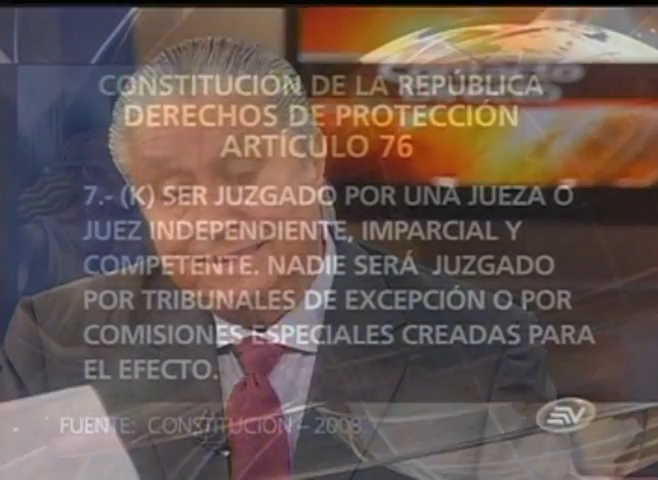 CONSTITUCIÓN DE LA REPÚBLICA
DERECHOS DE PROTECCIÓN
ARTÍCULO 76
7.- (K) SER JUZGADO POR UNA JUEZA O
JUEZ INDEPENDIENTE, IMPARCIAL Y
COMPETENTE. NADIE SERÁ JUZGADO
POR TRIBUNALES DE EXCEPCIÓN O POR
COMISIONES ESPECIALES CREADAS PARA
EL EFECTO.
FUENTE: CONSTITUCIÓN - 2008.